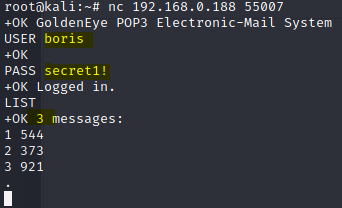 root@kali:~# nc 192.168.0.188 55007
+OK GoldenEye POP3 Electronic-Mail System
USER boris
+OK
PASS secret1!
+OK Logged in.
LIST
+OK 3 messages:
1 544
2 373
3 921
.